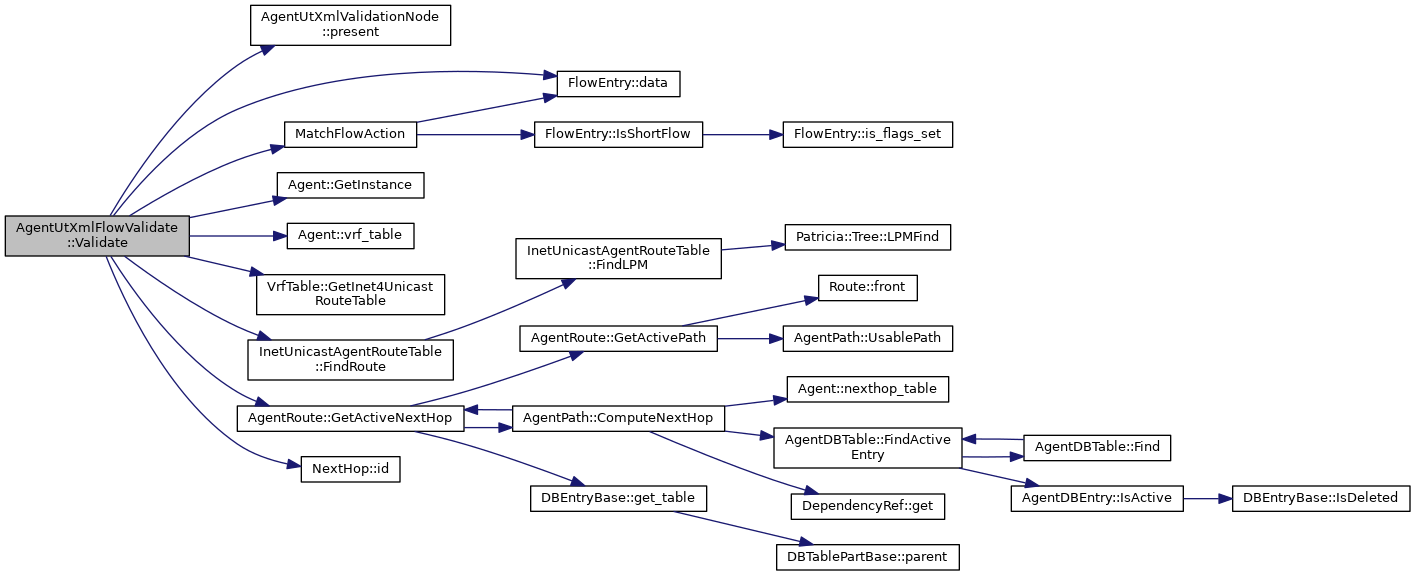 AgentUtXmlValidationNode
::present
FlowEntry::data
MatchFlowAction
FlowEntry::IsShortFlow
FlowEntry::is_flags_set
Agent::GetInstance
AgentUtXmlFlowValidate
::Validate
Agent::vrf_table
InetUnicastAgentRouteTable
::FindLPM
Patricia::Tree::LPMFind
VrfTable::GetInet4Unicast
RouteTable
Route::front
AgentRoute::GetActivePath
AgentPath::UsablePath
InetUnicastAgentRouteTable
::FindRoute
Agent::nexthop_table
AgentRoute::GetActiveNextHop
AgentPath::ComputeNextHop
AgentDBTable::FindActive
Entry
AgentDBTable::Find
NextHop::id
DBEntryBase::get_table
DependencyRef::get
AgentDBEntry::IsActive
DBEntryBase::IsDeleted
DBTablePartBase::parent